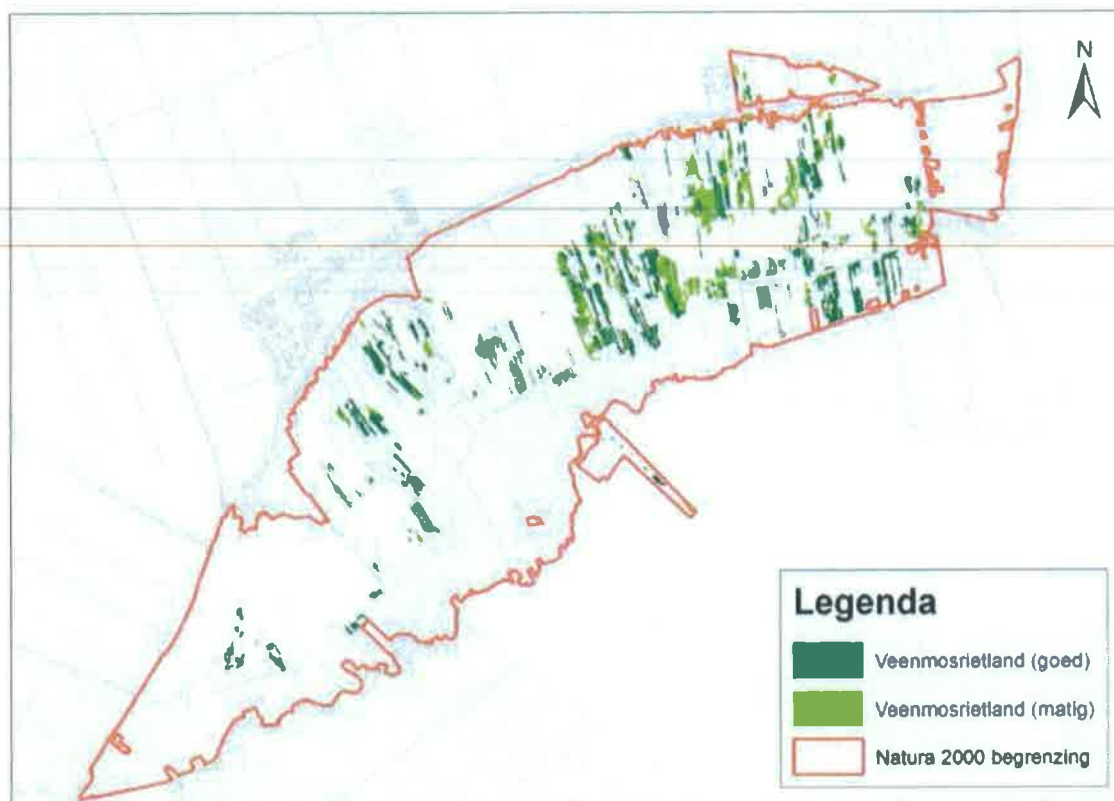 N
Legenda
Veenmosrietland (goed)
Veenmosrietland (matig)
Natura 2000 begrenzing